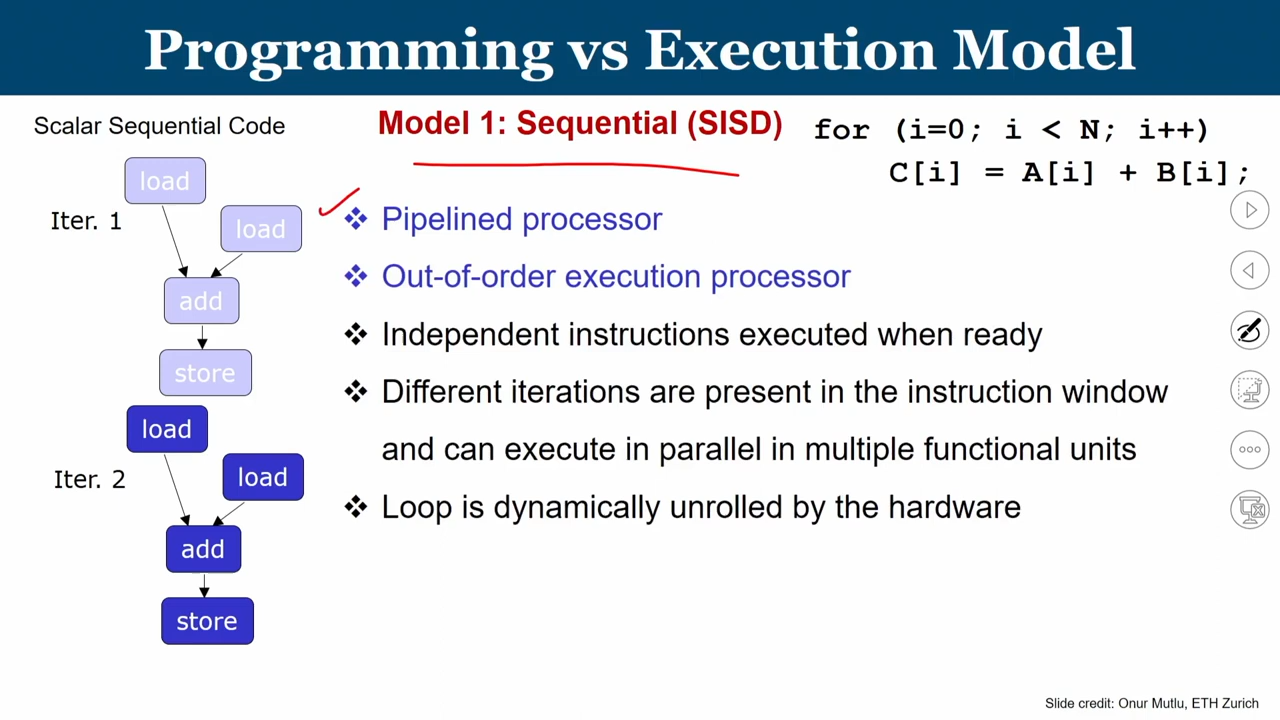 Programming vs Execution Model
Scalar Sequential Code
Model 1: Sequential (SISD)
for (i=0; i < N; i++)
C[i] = A[i] + B[i];
load
Iter. 1
load
add
store
load
Iter. 2
load
add
store
❖ Pipelined processor
❖ Out-of-order execution processor
❖ Independent instructions executed when ready
❖ Different iterations are present in the instruction window
and can execute in parallel in multiple functional units
❖ Loop is dynamically unrolled by the hardware
Slide credit: Onur Mutlu, ETH Zurich